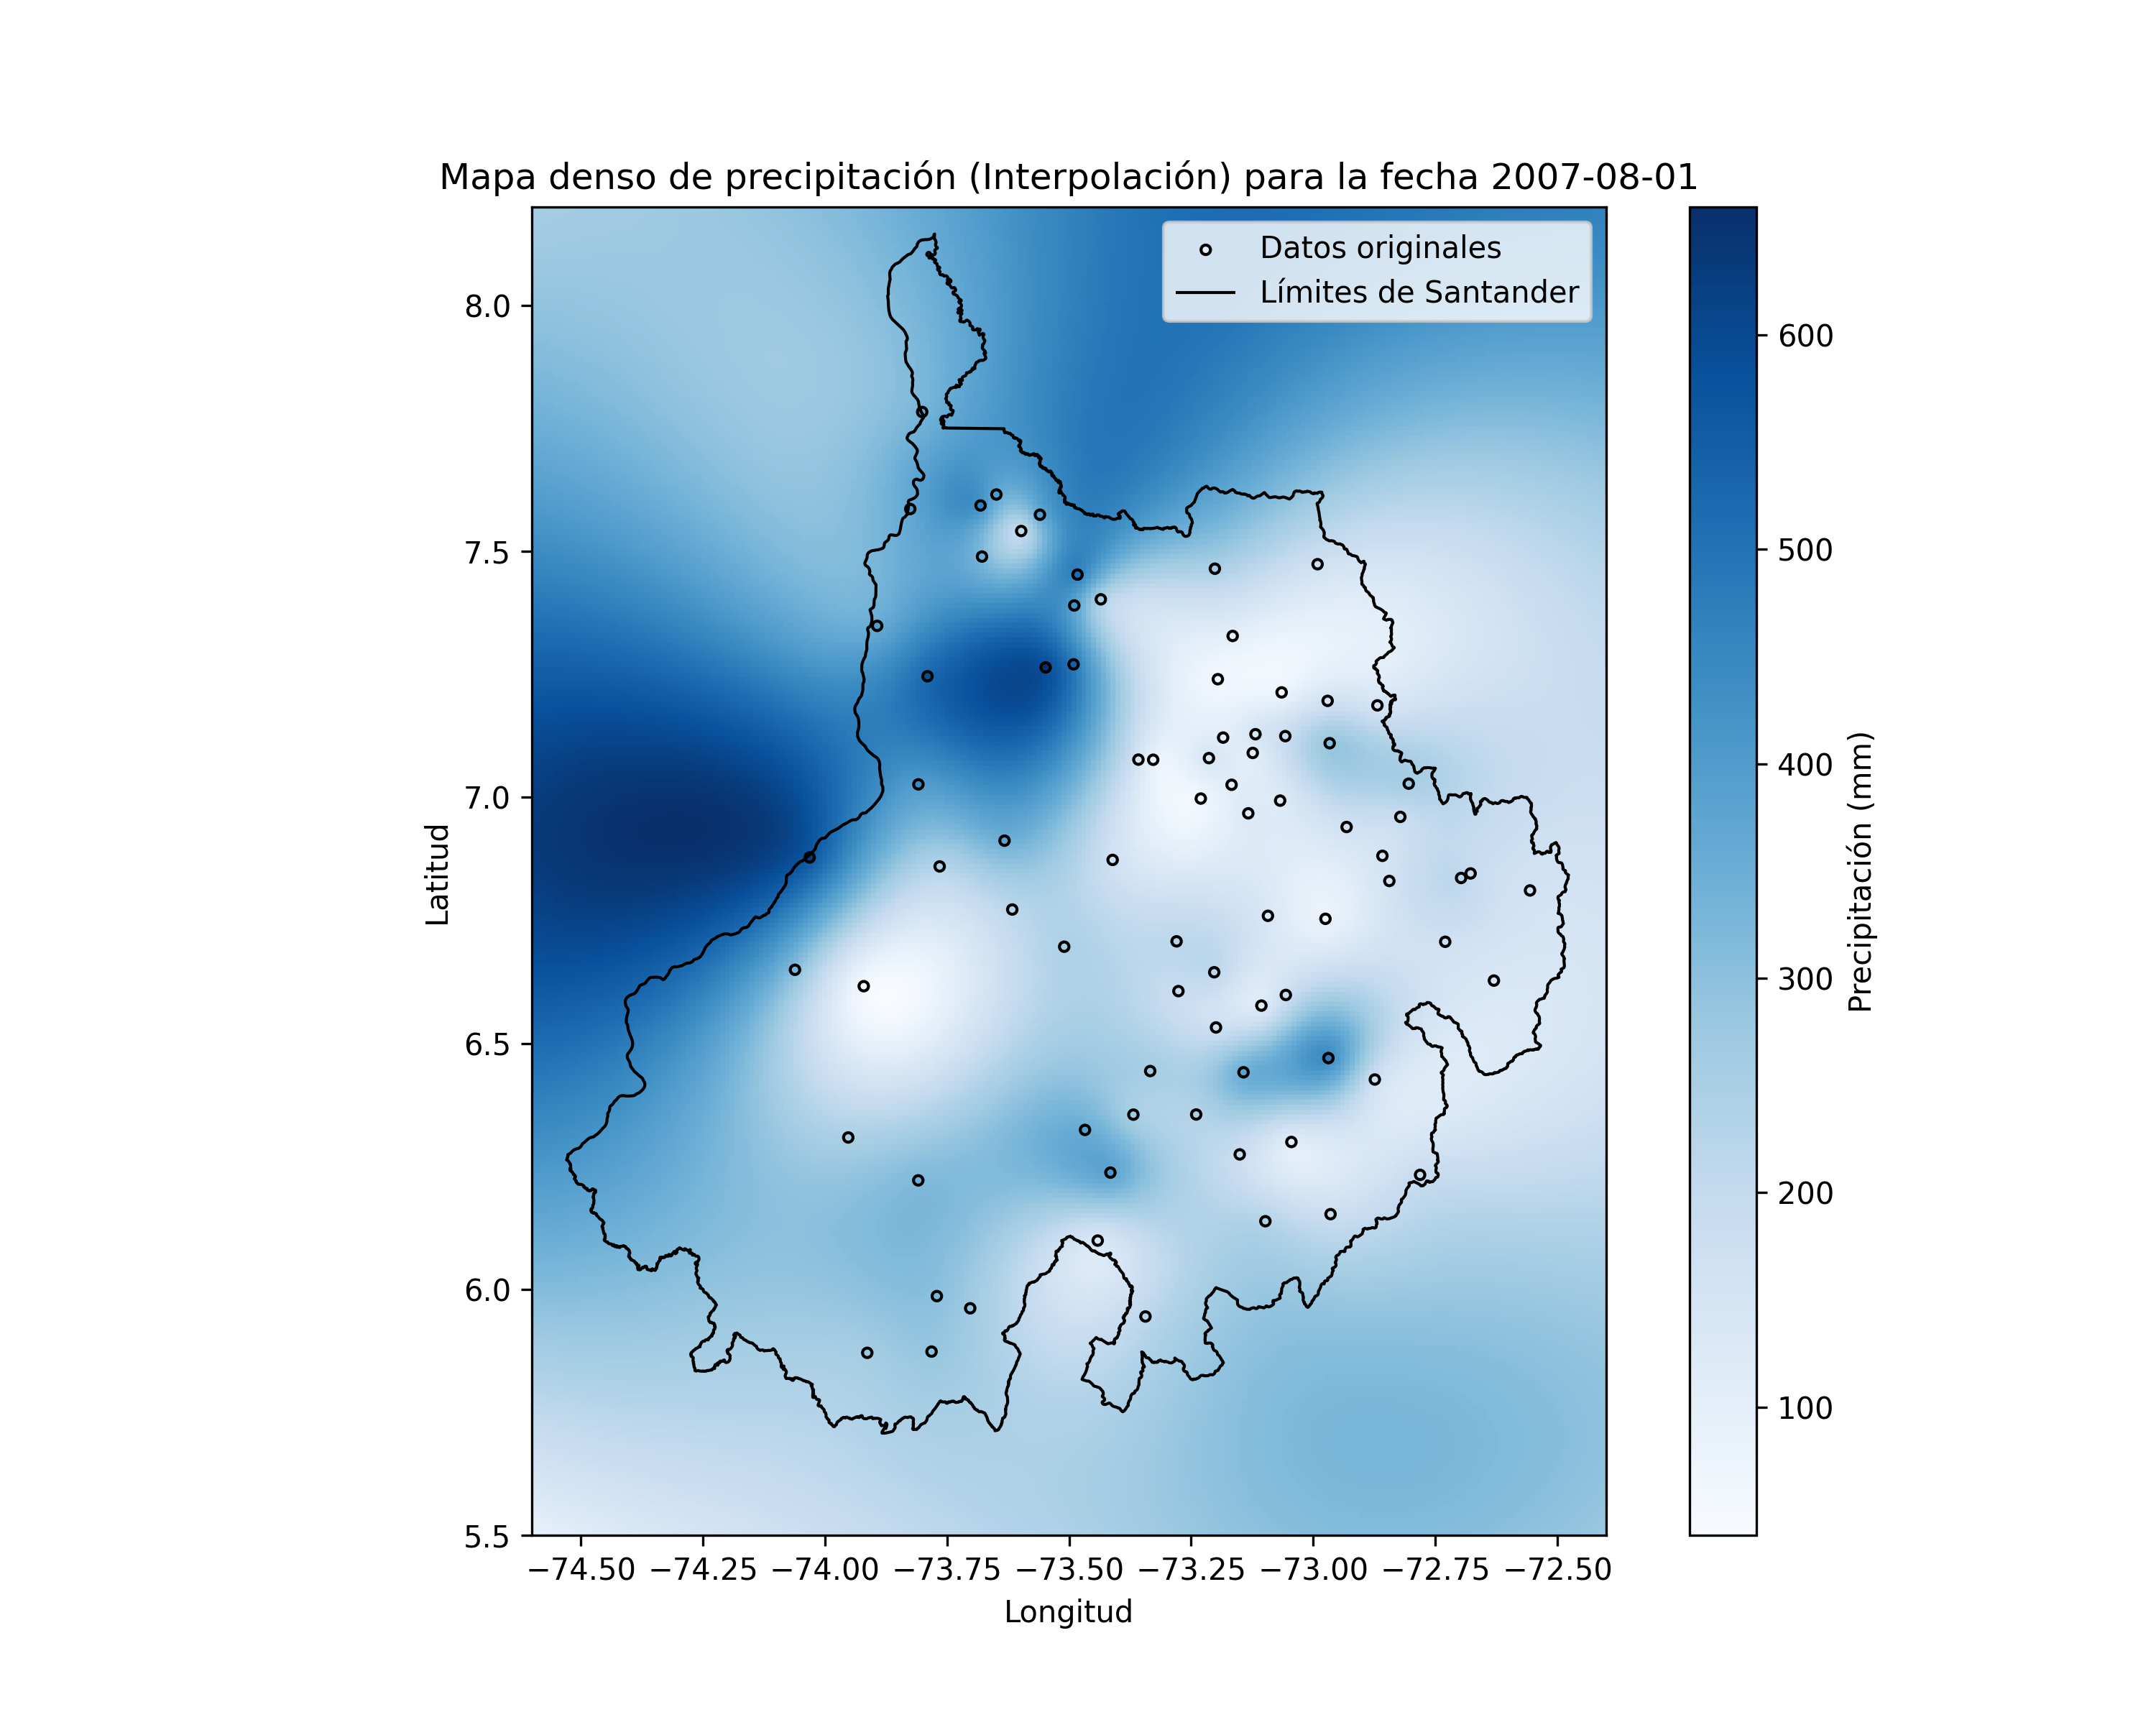 Mapa denso de precipitación (Interpolación) para la fecha 2007-08-01
Datos originales
Límites de Santander
8.0
7.5
7.0
6.5
6.0
5.5
Latitud
−74.50 −74.25 −74.00 −73.75 −73.50 −73.25 −73.00 −72.75 −72.50
Longitud
600
500
400
300
200
100
Precipitación (mm)